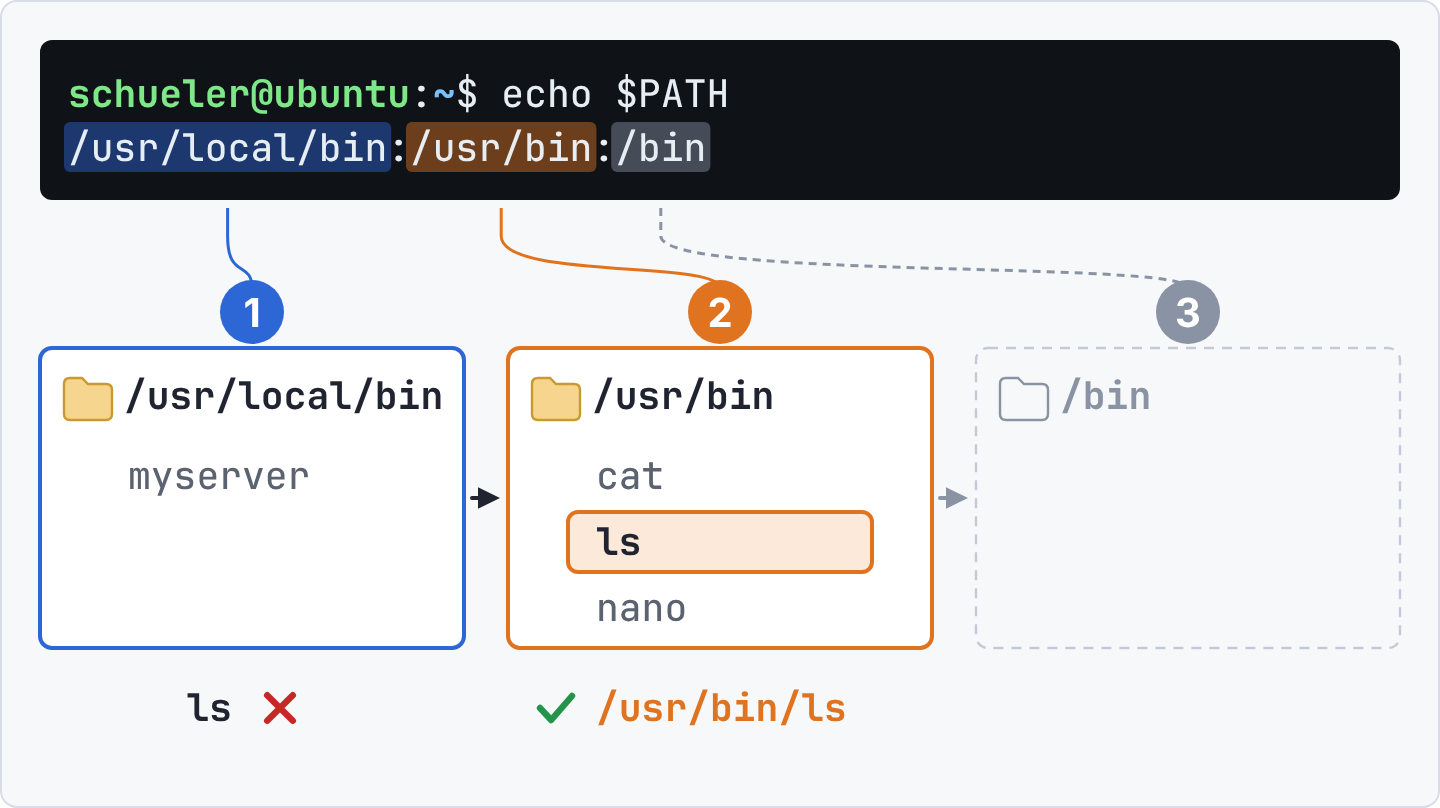 schueler@ubuntu:~$ echo $PATH
/usr/local/bin:/usr/bin:/bin
1
2
3
/usr/local/bin
myserver
/usr/bin
cat
ls
nano
/bin
ls
/usr/bin/ls